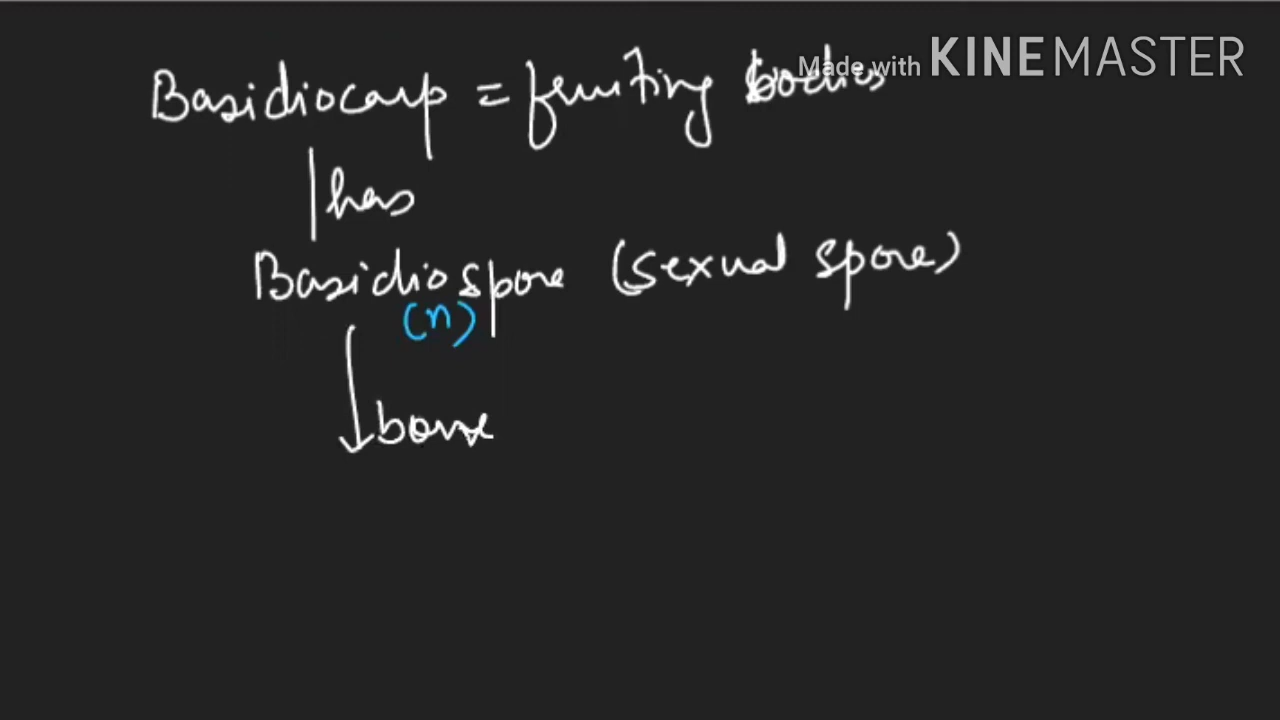 Made with KINEMASTER
Basidiocarp = fruiting bodies
has
Basidiospore (sexual spore)
(n)
borne